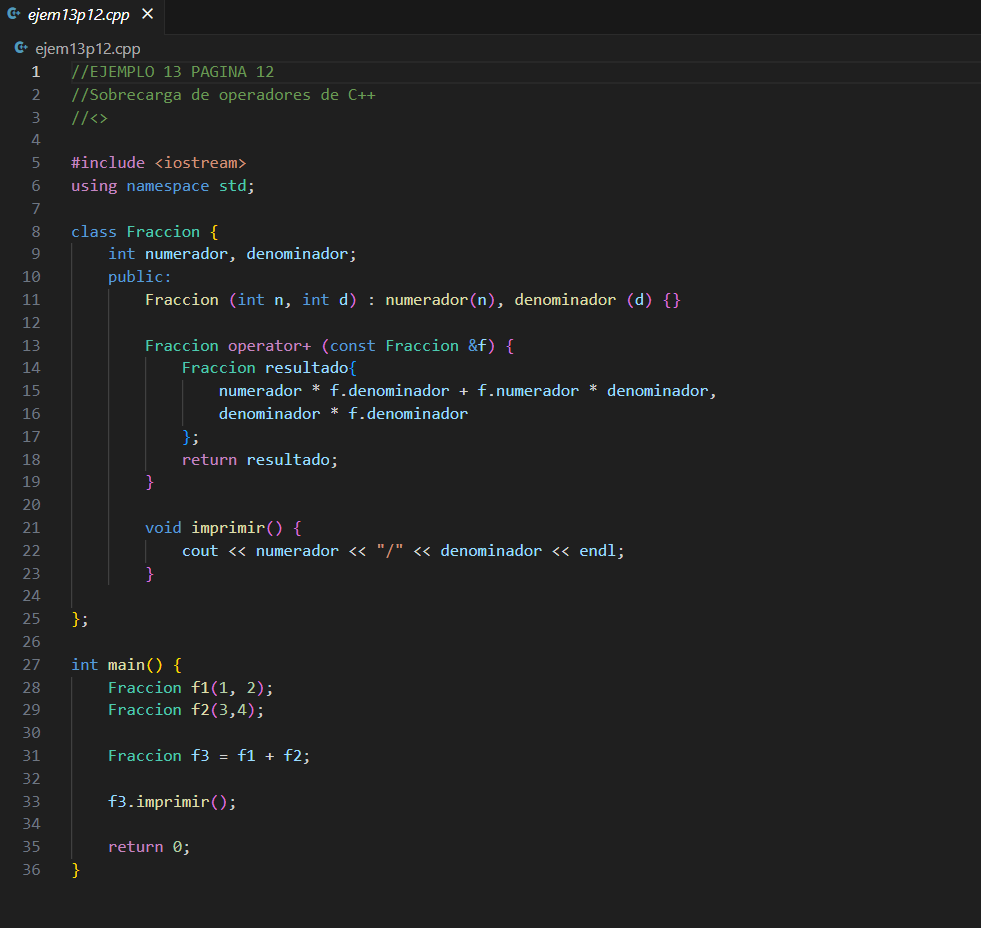 ejem13p12.cpp ×
ejem13p12.cpp
1 //EJEMPLO 13 PAGINA 12
2 //Sobrecarga de operadores de C++
3 //<>
4
5 #include <iostream>
6 using namespace std;
7
8 class Fraccion {
9     int numerador, denominador;
10     public:
11         Fraccion (int n, int d) : numerador(n), denominador (d) {}
12
13         Fraccion operator+ (const Fraccion &f) {
14             Fraccion resultado{
15                 numerador * f.denominador + f.numerador * denominador,
16                 denominador * f.denominador
17             };
18             return resultado;
19         }
20
21         void imprimir() {
22             cout << numerador << "/" << denominador << endl;
23         }
24
25 };
26
27 int main() {
28     Fraccion f1(1, 2);
29     Fraccion f2(3,4);
30
31     Fraccion f3 = f1 + f2;
32
33     f3.imprimir();
34
35     return 0;
36 }